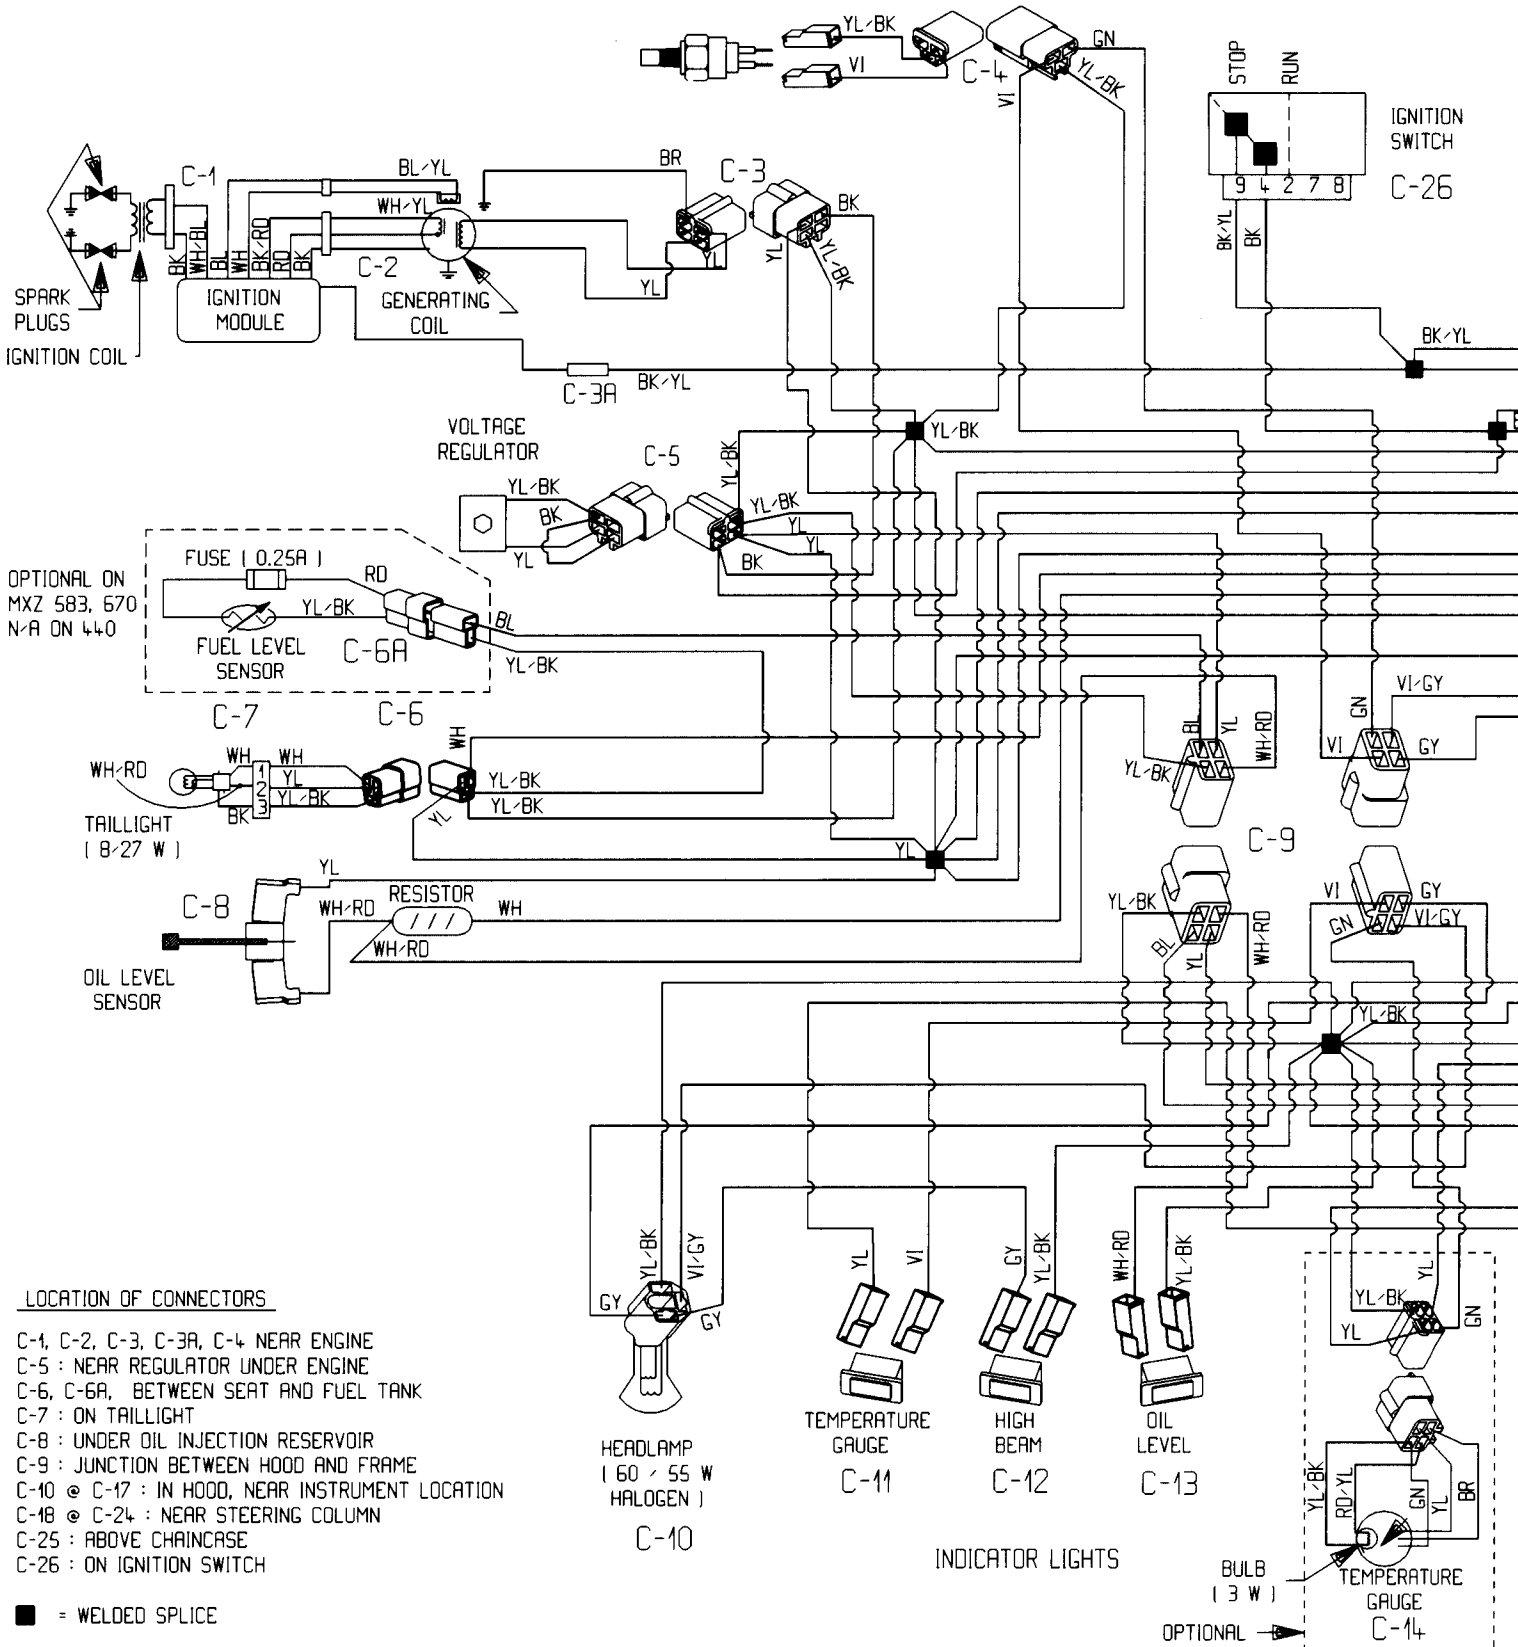 YL/BK
VI
C-4
GN
YL/BK
VI
STOP
RUN
IGNITION
SWITCH
9 4 2 7 8
C-26
BK/YL
BK
BK/YL
C-1
BL/YL
WH/YL
BK
WH/BL
BL
WH
BK/RD
RD
BK
C-2
SPARK
PLUGS
IGNITION COIL
IGNITION
MODULE
GENERATING
COIL
BR
C-3
BK
YL
YL
YL
YL/BK
C-3A
BK/YL
VOLTAGE
REGULATOR
C-5
YL/BK
YL/BK
BK
YL
YL/BK
YL/BK
YL
YL
BK
OPTIONAL ON
MXZ 583, 670
N/A ON 440
FUSE ( 0.25A )
RD
YL/BK
FUEL LEVEL
SENSOR
C-6A
BL
YL/BK
C-7
C-6
WH/RD
WH
WH
1
2
3
YL
YL/BK
BK
TAILLIGHT
( 8/27 W )
WH
YL/BK
YL/BK
YL
YL
BL
YL
WH/RD
YL/BK
GN
VI/GY
VI
GY
C-9
C-8
YL
WH/RD
RESISTOR
WH
WH/RD
OIL LEVEL
SENSOR
YL/BK
BL
YL
WH/RD
VI
GY
GN
VI/GY
YL/BK
YL/BK
VI/GY
GY
GY
YL
VI
GY
YL/BK
WH/RD
YL/BK
YL
YL/BK
YL
GN
HEADLAMP
( 60 / 55 W
HALOGEN )
C-10
TEMPERATURE
GAUGE
C-11
HIGH
BEAM
C-12
OIL
LEVEL
C-13
INDICATOR LIGHTS
YL/BK
RD/YL
GN
YL
BR
BULB
( 3 W )
TEMPERATURE
GAUGE
C-14
OPTIONAL
LOCATION OF CONNECTORS
C-1, C-2, C-3, C-3A, C-4 NEAR ENGINE
C-5 : NEAR REGULATOR UNDER ENGINE
C-6, C-6A, BETWEEN SEAT AND FUEL TANK
C-7 : ON TAILLIGHT
C-8 : UNDER OIL INJECTION RESERVOIR
C-9 : JUNCTION BETWEEN HOOD AND FRAME
C-10 @ C-17 : IN HOOD, NEAR INSTRUMENT LOCATION
C-18 @ C-24 : NEAR STEERING COLUMN
C-25 : ABOVE CHAINCASE
C-26 : ON IGNITION SWITCH
= WELDED SPLICE